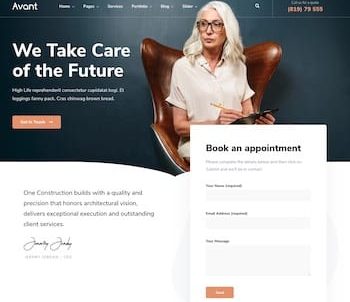 Avant
Home Pages Services Portfolio Blog Slider
Call us for a quote
(819) 79 555
We Take Care
of the Future
High Life reprehenderit consectetur cupidatat kogi. Et
leggings fanny pack. Cras chinwag brown bread.
Get in Touch
Book an appointment
Please complete the details below and then click on
Submit and we'll be in contact
Your Name (required)
Email Address (required)
Your Message
Send
One Construction builds with a quality and
precision that honors architectural vision,
delivers exceptional execution and outstanding
client services.